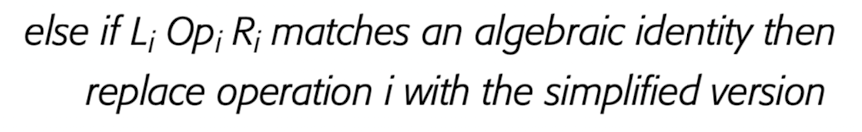 else if Lᵢ Opᵢ Rᵢ matches an algebraic identity then
replace operation i with the simplified version